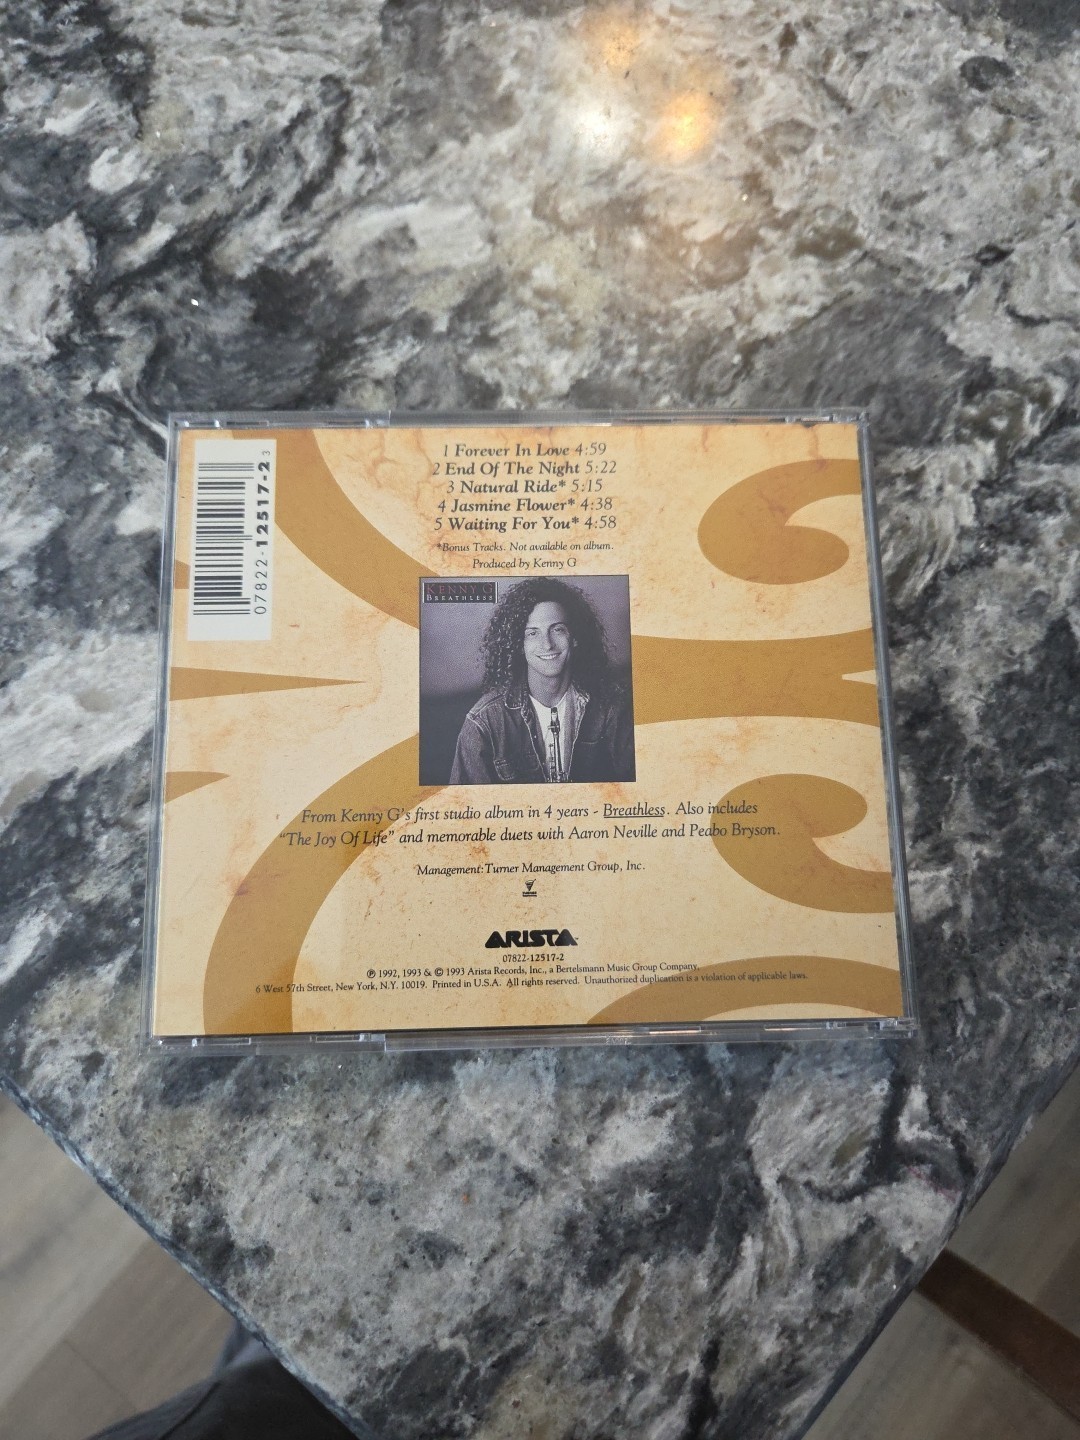 07822-12517-2 3
1 Forever In Love 4:59
2 End Of The Night 5:22
3 Natural Ride* 5:15
4 Jasmine Flower* 4:38
5 Waiting For You* 4:58
*Bonus Tracks. Not available on album.
Produced by Kenny G
KENNY G
BREATHLESS
From Kenny G's first studio album in 4 years - Breathless. Also includes
"The Joy Of Life" and memorable duets with Aaron Neville and Peabo Bryson.
Management: Turner Management Group, Inc.
ARISTA
07822-12517-2
℗ 1992, 1993 & © 1993 Arista Records, Inc., a Bertelsmann Music Group Company,
6 West 57th Street, New York, N.Y. 10019. Printed in U.S.A. All rights reserved. Unauthorized duplication is a violation of applicable laws.